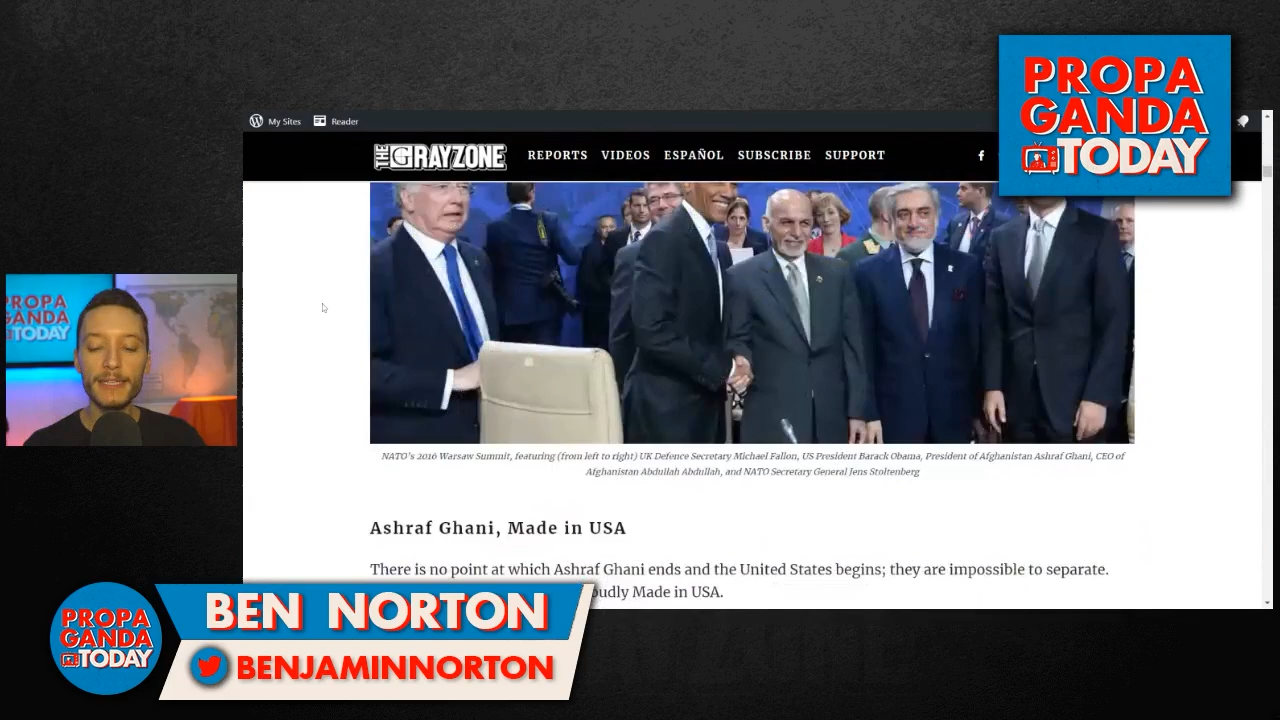 My Sites
Reader
THE GRAYZONE
REPORTS VIDEOS ESPAÑOL SUBSCRIBE SUPPORT
PROPA
GANDA
TODAY
PROPA
GANDA
TODAY
NATO's 2016 Warsaw Summit, featuring (from left to right) UK Defence Secretary Michael Fallon, US President Barack Obama, President of Afghanistan Ashraf Ghani, CEO of
Afghanistan Abdullah Abdullah, and NATO Secretary General Jens Stoltenberg
Ashraf Ghani, Made in USA
There is no point at which Ashraf Ghani ends and the United States begins; they are impossible to separate.
Made in USA.
PROPA
GANDA
TODAY
BEN NORTON
BENJAMINNORTON